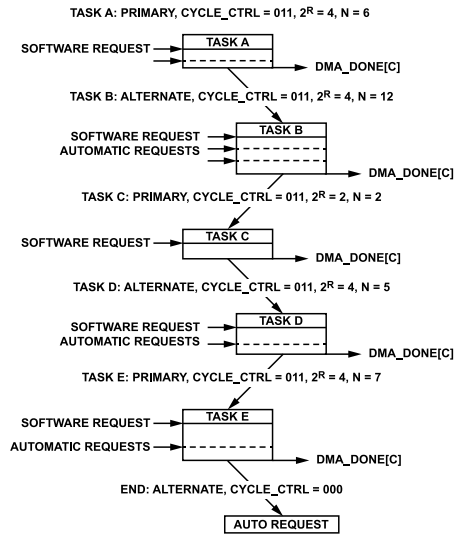 TASK A: PRIMARY, CYCLE_CTRL = 011, 2ᴿ = 4, N = 6
TASK A
SOFTWARE REQUEST
DMA_DONE[C]
TASK B: ALTERNATE, CYCLE_CTRL = 011, 2ᴿ = 4, N = 12
TASK B
SOFTWARE REQUEST
AUTOMATIC REQUESTS
DMA_DONE[C]
TASK C: PRIMARY, CYCLE_CTRL = 011, 2ᴿ = 2, N = 2
TASK C
SOFTWARE REQUEST
DMA_DONE[C]
TASK D: ALTERNATE, CYCLE_CTRL = 011, 2ᴿ = 4, N = 5
TASK D
SOFTWARE REQUEST
AUTOMATIC REQUESTS
DMA_DONE[C]
TASK E: PRIMARY, CYCLE_CTRL = 011, 2ᴿ = 4, N = 7
TASK E
SOFTWARE REQUEST
AUTOMATIC REQUESTS
DMA_DONE[C]
END: ALTERNATE, CYCLE_CTRL = 000
AUTO REQUEST